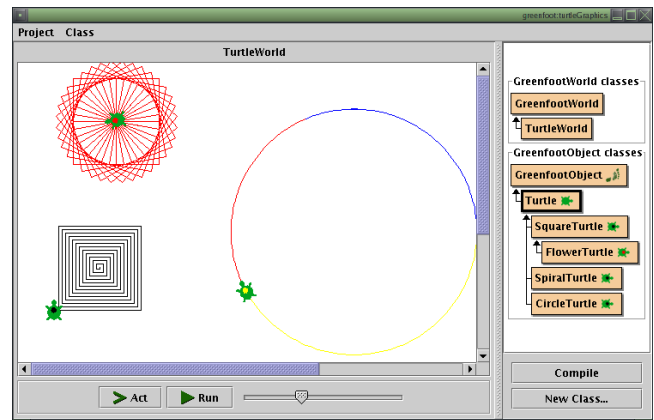 greenfoot: turtleGraphics
Project Class
TurtleWorld
GreenfootWorld classes
GreenfootWorld
TurtleWorld
GreenfootObject classes
GreenfootObject
Turtle
SquareTurtle
FlowerTurtle
SpiralTurtle
CircleTurtle
Act Run
Compile
New Class...